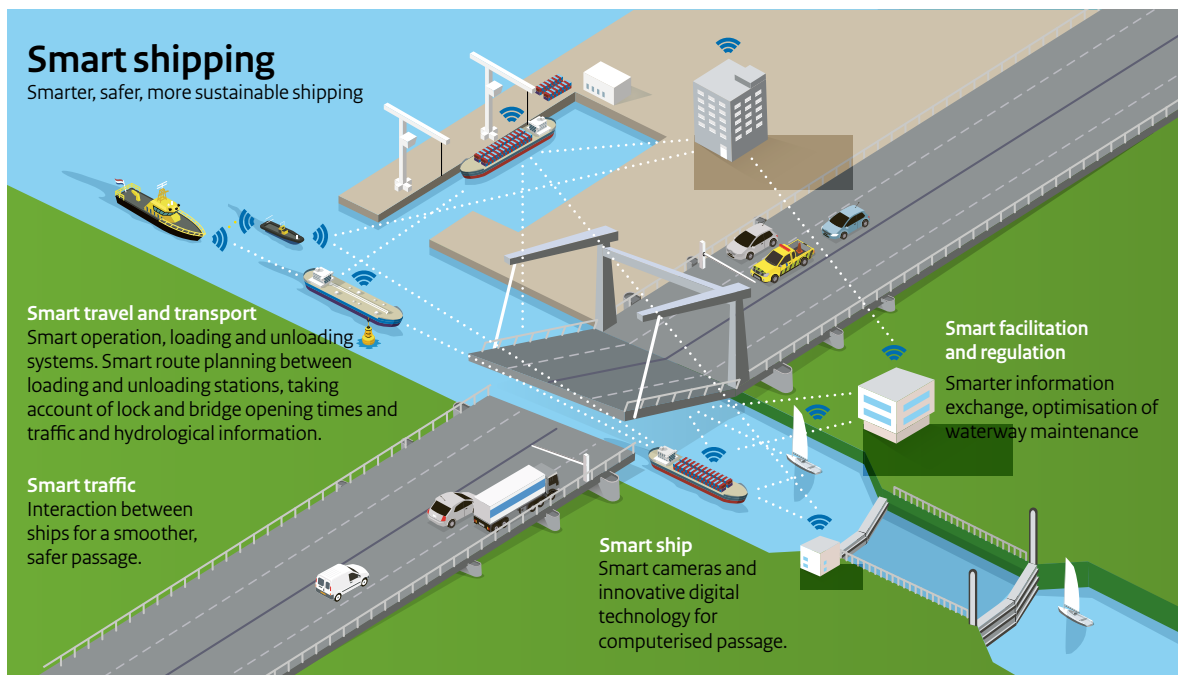 Smart shipping
Smarter, safer, more sustainable shipping
Smart travel and transport
Smart operation, loading and unloading
systems. Smart route planning between
loading and unloading stations, taking
account of lock and bridge opening times and
traffic and hydrological information.
Smart traffic
Interaction between
ships for a smoother,
safer passage.
Smart ship
Smart cameras and
innovative digital
technology for
computerised passage.
Smart facilitation
and regulation
Smarter information
exchange, optimisation of
waterway maintenance